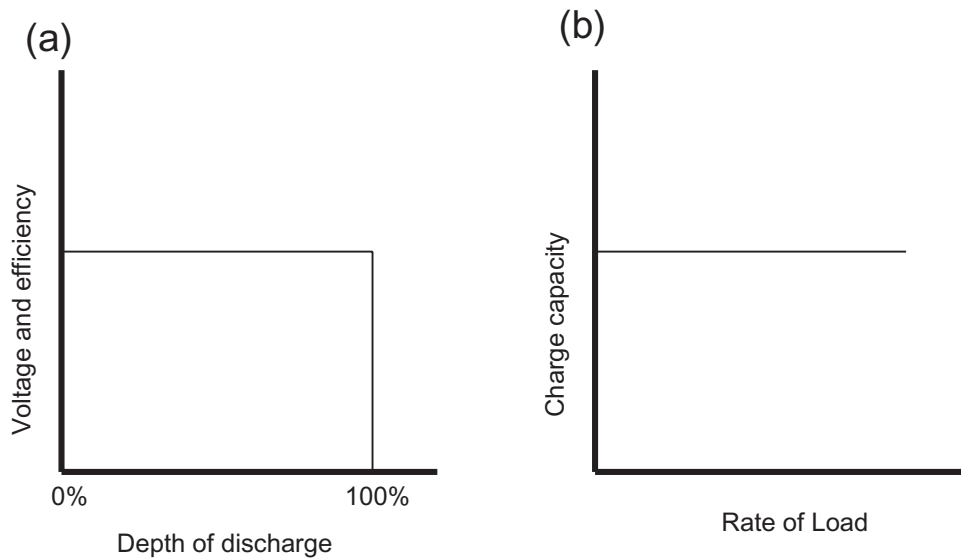 (a)
Voltage and efficiency
0%
100%
Depth of discharge
(b)
Charge capacity
Rate of Load